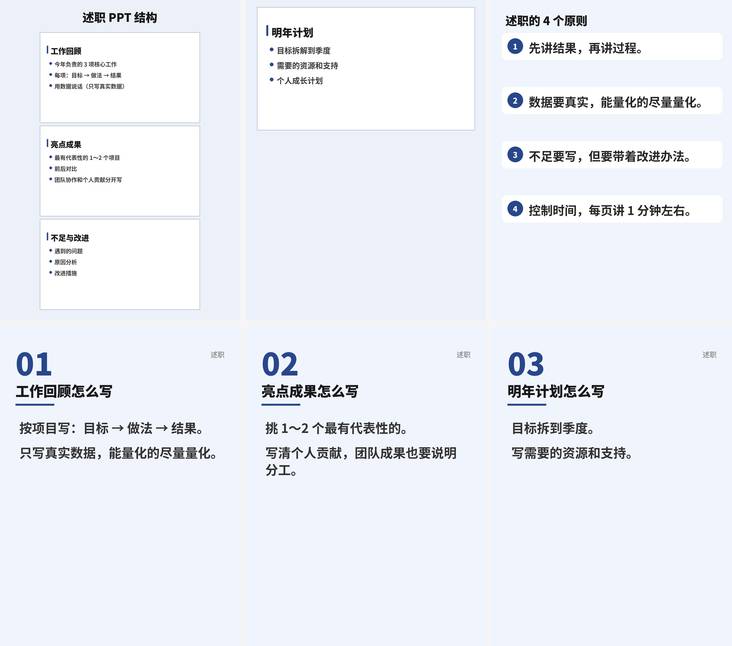 述职 PPT 结构
工作回顾
今年负责的 3 项核心工作
每项：目标 → 做法 → 结果
用数据说话（只写真实数据）
亮点成果
最有代表性的 1～2 个项目
前后对比
团队协作和个人贡献分开写
不足与改进
遇到的问题
原因分析
改进措施
明年计划
目标拆解到季度
需要的资源和支持
个人成长计划
述职的 4 个原则
1 先讲结果，再讲过程。
2 数据要真实，能量化的尽量量化。
3 不足要写，但要带着改进办法。
4 控制时间，每页讲 1 分钟左右。
01
述职
工作回顾怎么写
按项目写：目标 → 做法 → 结果。
只写真实数据，能量化的尽量量化。
02
述职
亮点成果怎么写
挑 1～2 个最有代表性的。
写清个人贡献，团队成果也要说明
分工。
03
述职
明年计划怎么写
目标拆到季度。
写需要的资源和支持。